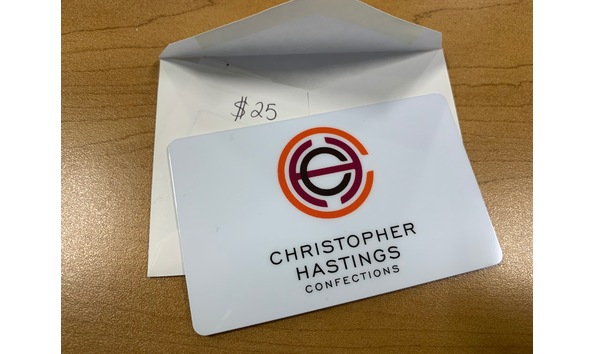 $25
CHRISTOPHER
HASTINGS
CONFECTIONS